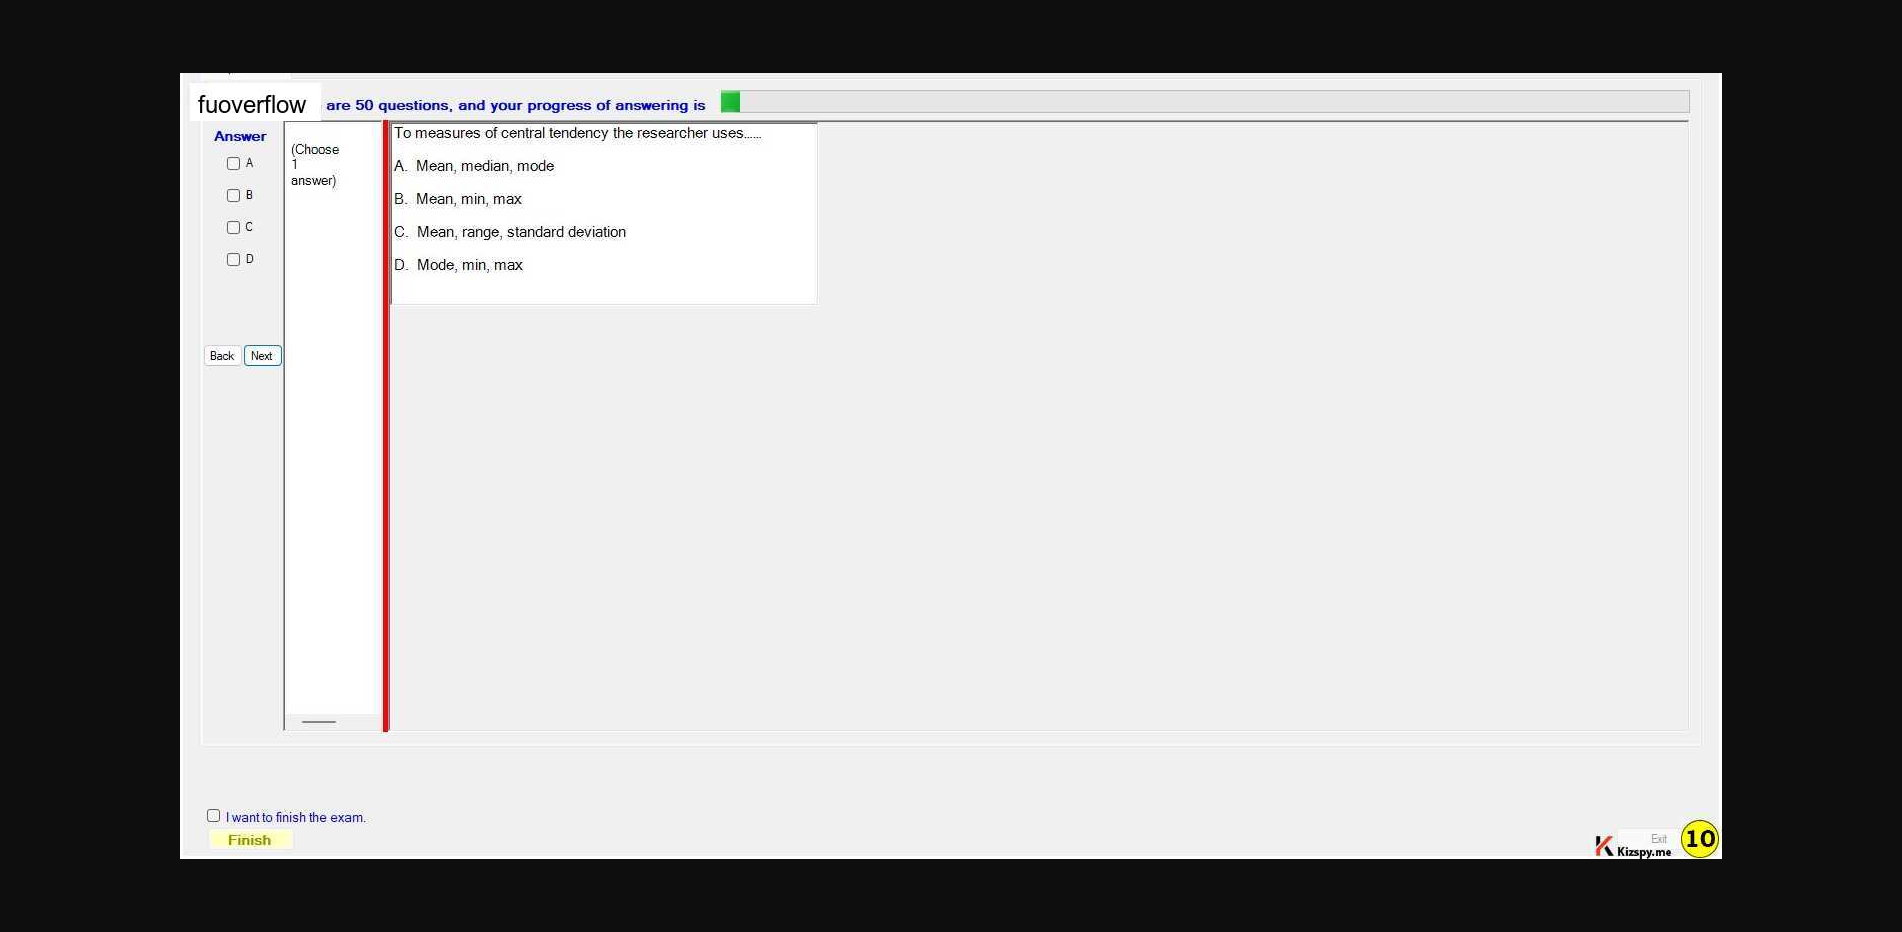 fuoverflow are 50 questions, and your progress of answering is
Answer
A
B
C
D
Back Next
(Choose
1
answer)
To measures of central tendency the researcher uses......
A. Mean, median, mode
B. Mean, min, max
C. Mean, range, standard deviation
D. Mode, min, max
I want to finish the exam.
Finish
Exit
Kizspy.me
10